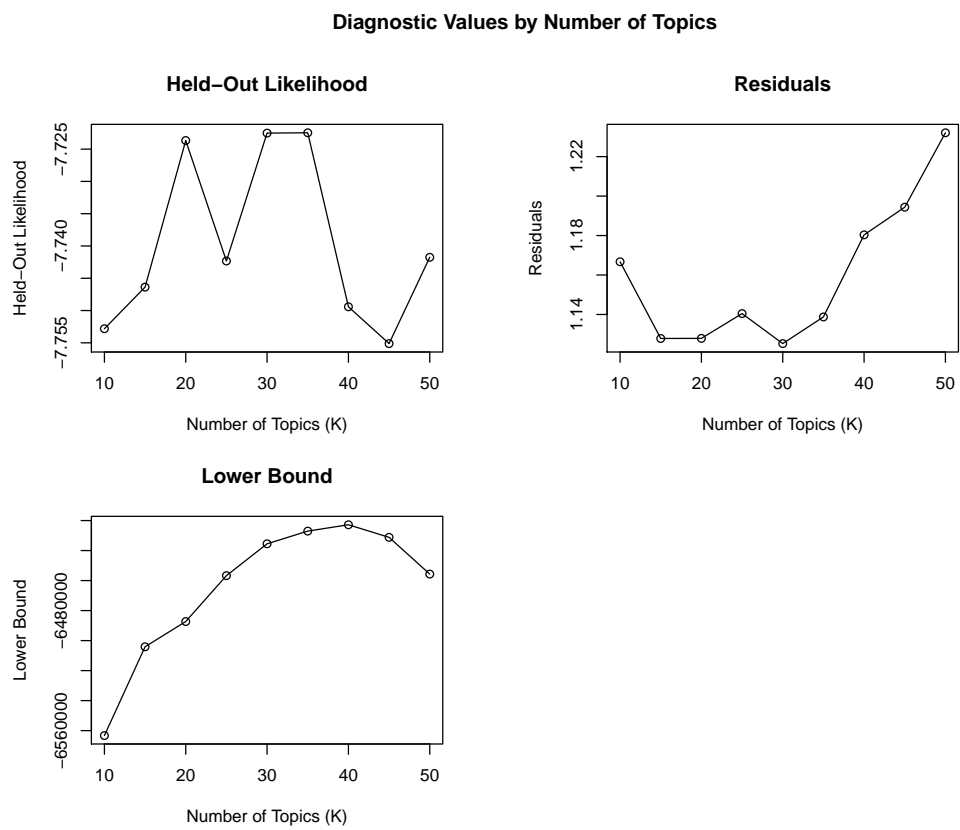 Diagnostic Values by Number of Topics
Held−Out Likelihood
Held−Out Likelihood
−7.725
−7.740
−7.755
10 20 30 40 50
Number of Topics (K)
Residuals
Residuals
1.22
1.18
1.14
10 20 30 40 50
Number of Topics (K)
Lower Bound
Lower Bound
−6480000
−6560000
10 20 30 40 50
Number of Topics (K)